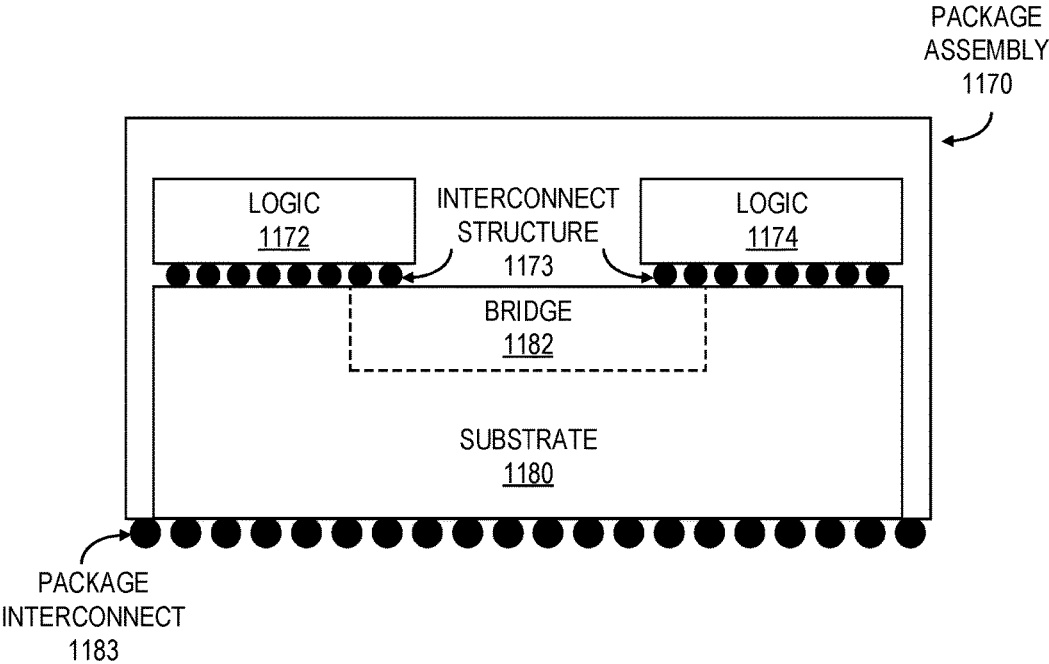 PACKAGE
ASSEMBLY
1170
LOGIC
1172
INTERCONNECT
STRUCTURE
1173
LOGIC
1174
BRIDGE
1182
SUBSTRATE
1180
PACKAGE
INTERCONNECT
1183